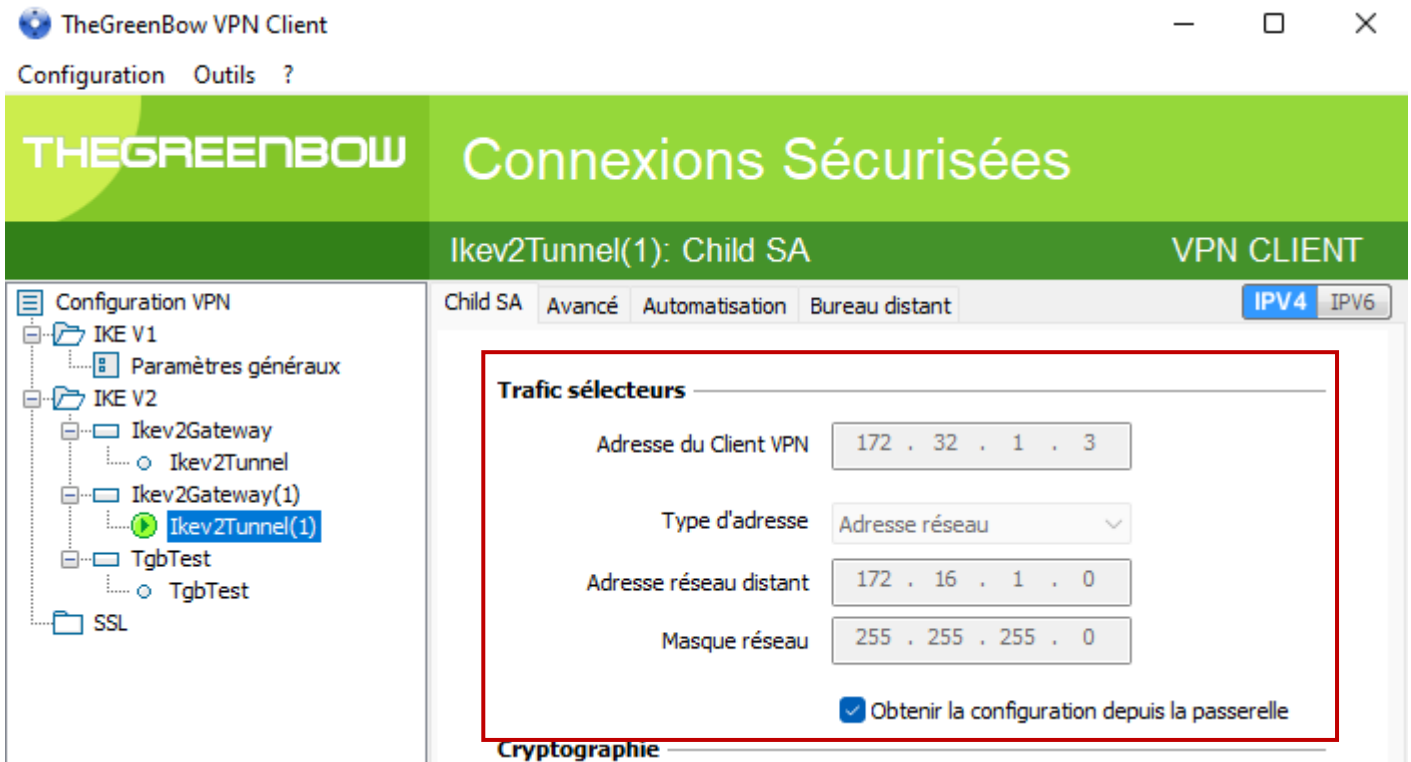 TheGreenBow VPN Client
Configuration Outils ?
THEGREENBOW
Connexions Sécurisées
Ikev2Tunnel(1): Child SA VPN CLIENT
Configuration VPN
IKE V1
Paramètres généraux
IKE V2
Ikev2Gateway
Ikev2Tunnel
Ikev2Gateway(1)
Ikev2Tunnel(1)
TgbTest
TgbTest
SSL
Child SA Avancé Automatisation Bureau distant IPV4 IPV6
Trafic sélecteurs
Adresse du Client VPN 172 . 32 . 1 . 3
Type d'adresse Adresse réseau
Adresse réseau distant 172 . 16 . 1 . 0
Masque réseau 255 . 255 . 255 . 0
Obtenir la configuration depuis la passerelle
Cryptographie